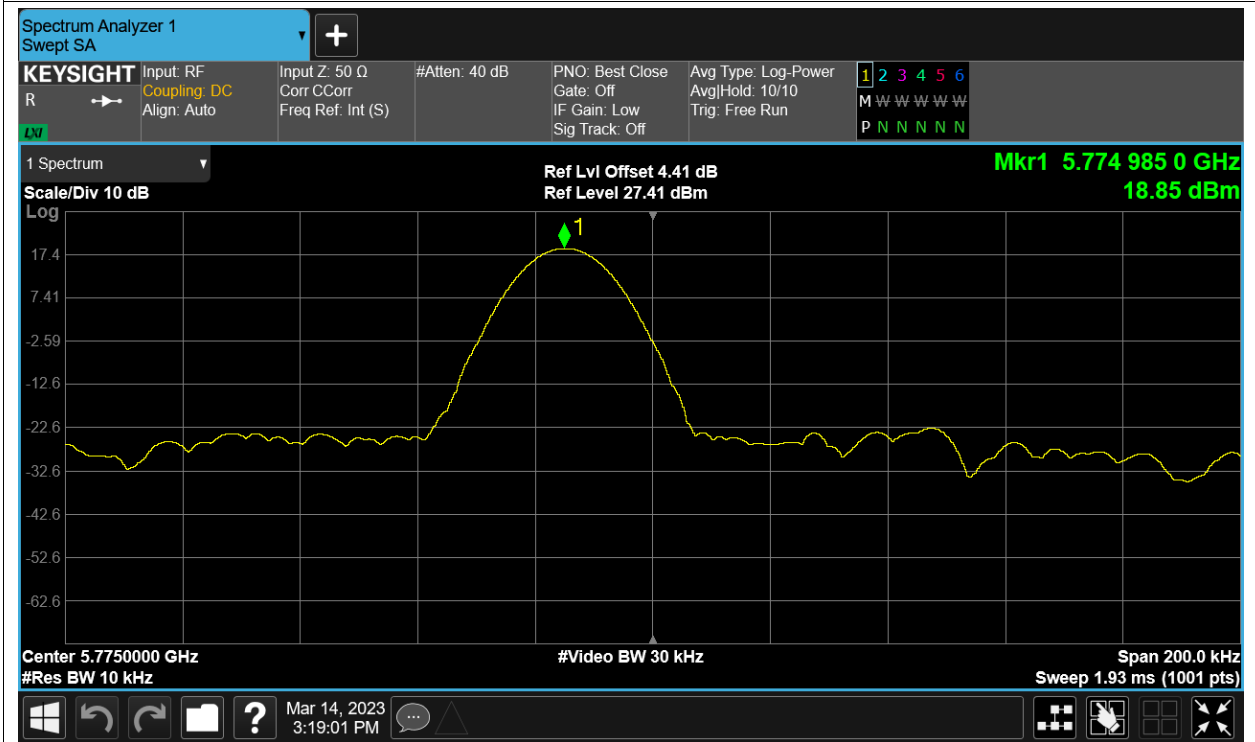 Spectrum Analyzer 1
Swept SA
+
KEYSIGHT
R
LXI
Input: RF
Coupling: DC
Align: Auto
Input Z: 50 Ω
Corr CCorr
Freq Ref: Int (S)
#Atten: 40 dB
PNO: Best Close
Gate: Off
IF Gain: Low
Sig Track: Off
Avg Type: Log-Power
Avg|Hold: 10/10
Trig: Free Run
1 2 3 4 5 6
M W W W W W
P N N N N N
1 Spectrum
Scale/Div 10 dB
Log
Ref Lvl Offset 4.41 dB
Ref Level 27.41 dBm
Mkr1 5.774 985 0 GHz
18.85 dBm
1
17.4
7.41
-2.59
-12.6
-22.6
-32.6
-42.6
-52.6
-62.6
Center 5.7750000 GHz
#Res BW 10 kHz
#Video BW 30 kHz
Span 200.0 kHz
Sweep 1.93 ms (1001 pts)
?
Mar 14, 2023
3:19:01 PM